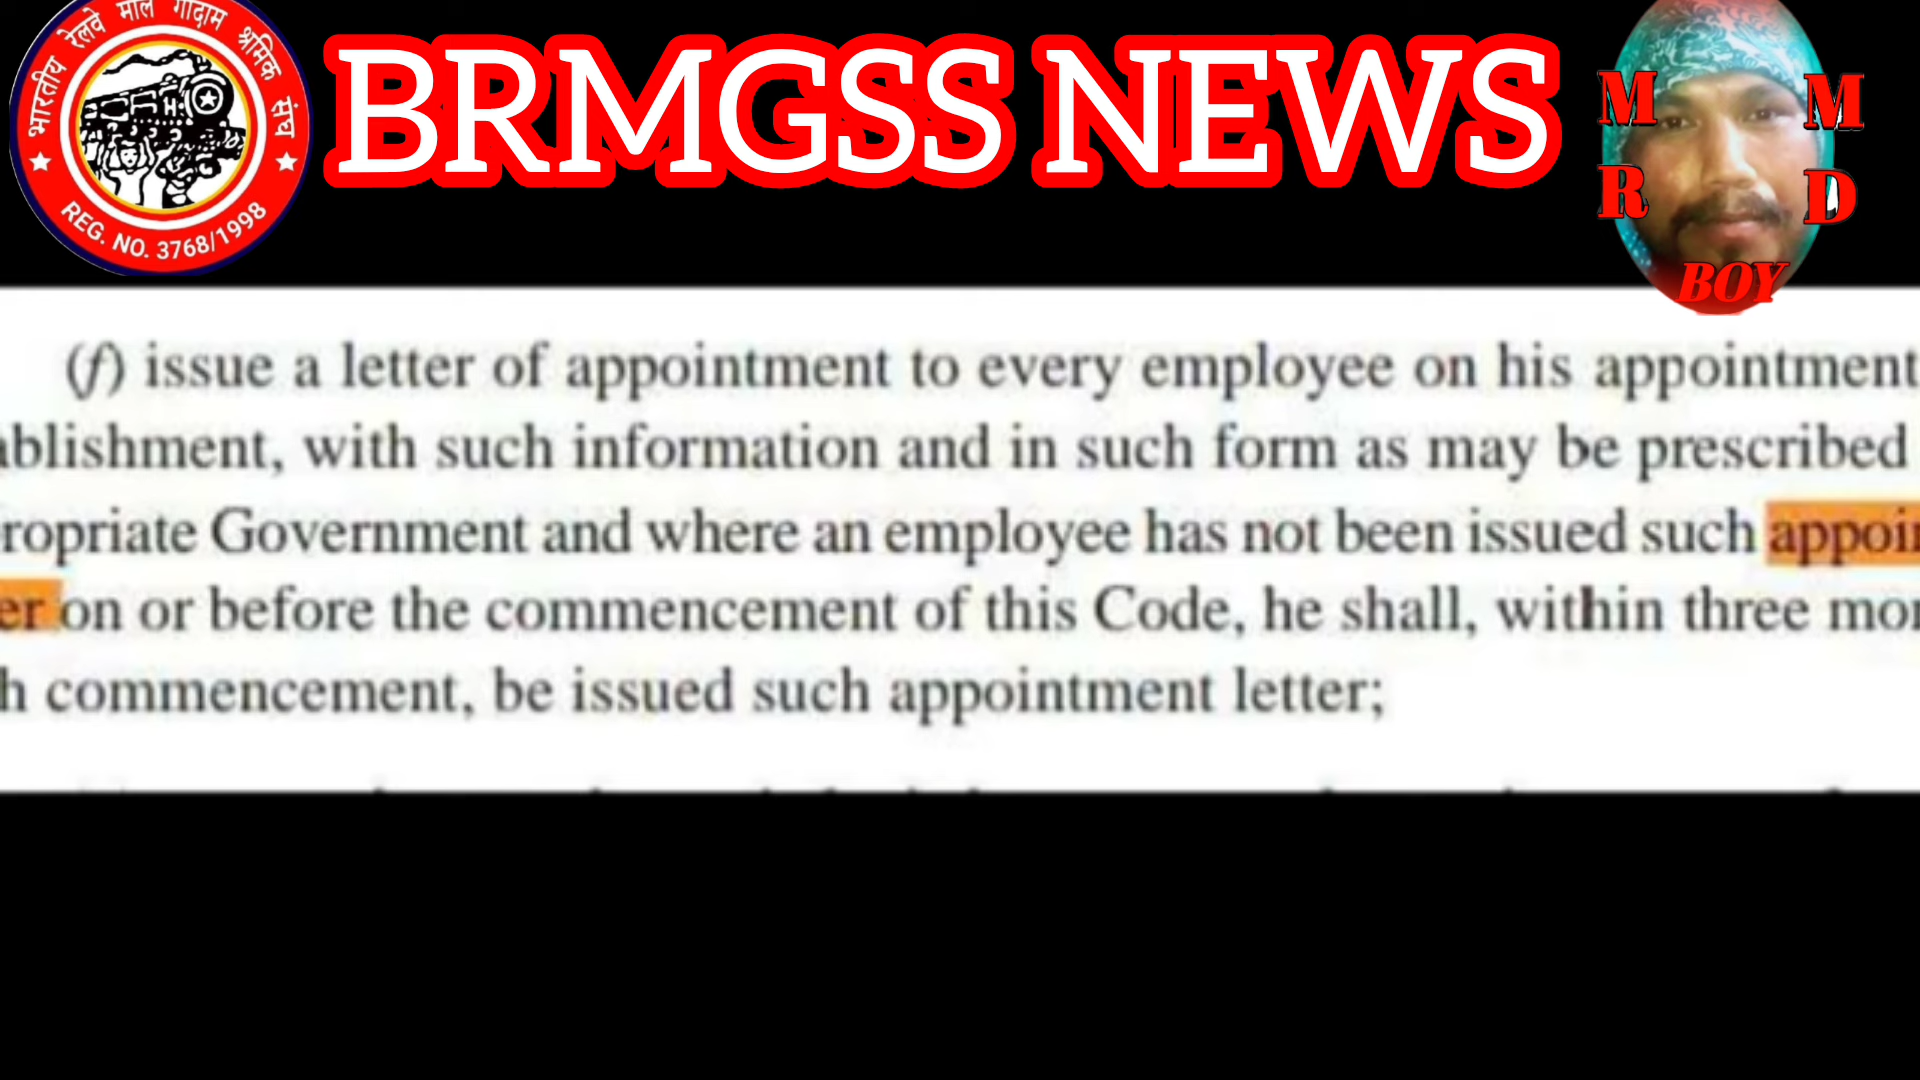 भारतीय रेलवे माल गोदाम श्रमिक संघ
REG. NO. 3768/1998
BRMGSS NEWS
M M
R D
BOY
(f) issue a letter of appointment to every employee on his appointment
ablishment, with such information and in such form as may be prescribed
ropriate Government and where an employee has not been issued such appoin
er on or before the commencement of this Code, he shall, within three mon
h commencement, be issued such appointment letter;